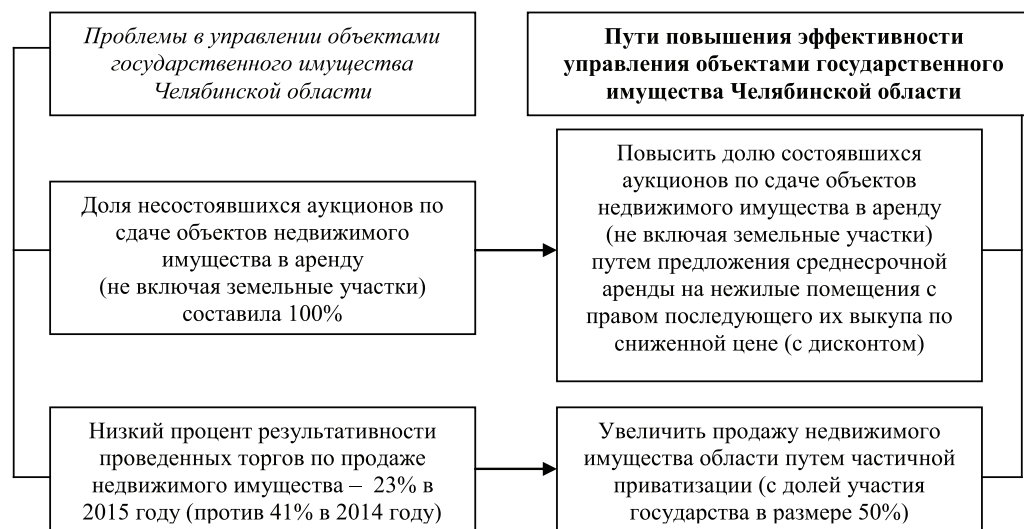 Проблемы в управлении объектами
государственного имущества
Челябинской области
Пути повышения эффективности
управления объектами государственного
имущества Челябинской области
Доля несостоявшихся аукционов по
сдаче объектов недвижимого
имущества в аренду
(не включая земельные участки)
составила 100%
Повысить долю состоявшихся
аукционов по сдаче объектов
недвижимого имущества в аренду
(не включая земельные участки)
путем предложения среднесрочной
аренды на нежилые помещения с
правом последующего их выкупа по
сниженной цене (с дисконтом)
Низкий процент результативности
проведенных торгов по продаже
недвижимого имущества – 23% в
2015 году (против 41% в 2014 году)
Увеличить продажу недвижимого
имущества области путем частичной
приватизации (с долей участия
государства в размере 50%)